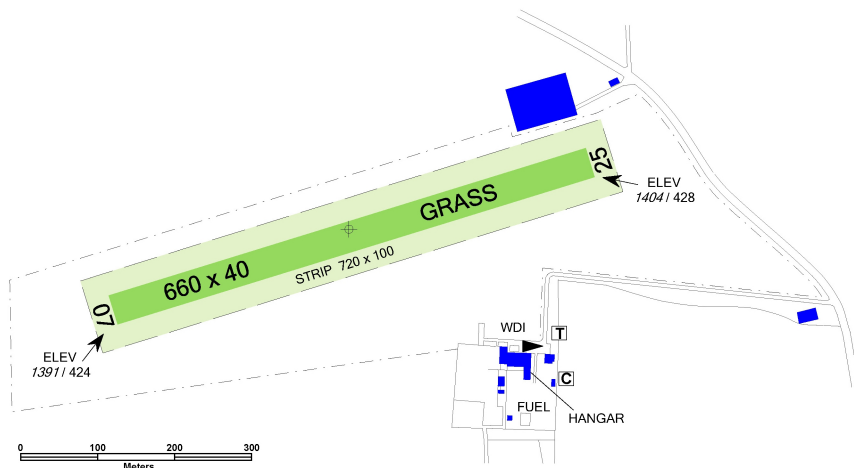 25
ELEV
1404 / 428
GRASS
660 x 40
STRIP 720 x 100
07
ELEV
1391 / 424
WDI
T
C
FUEL
HANGAR
0 100 200 300
Meters